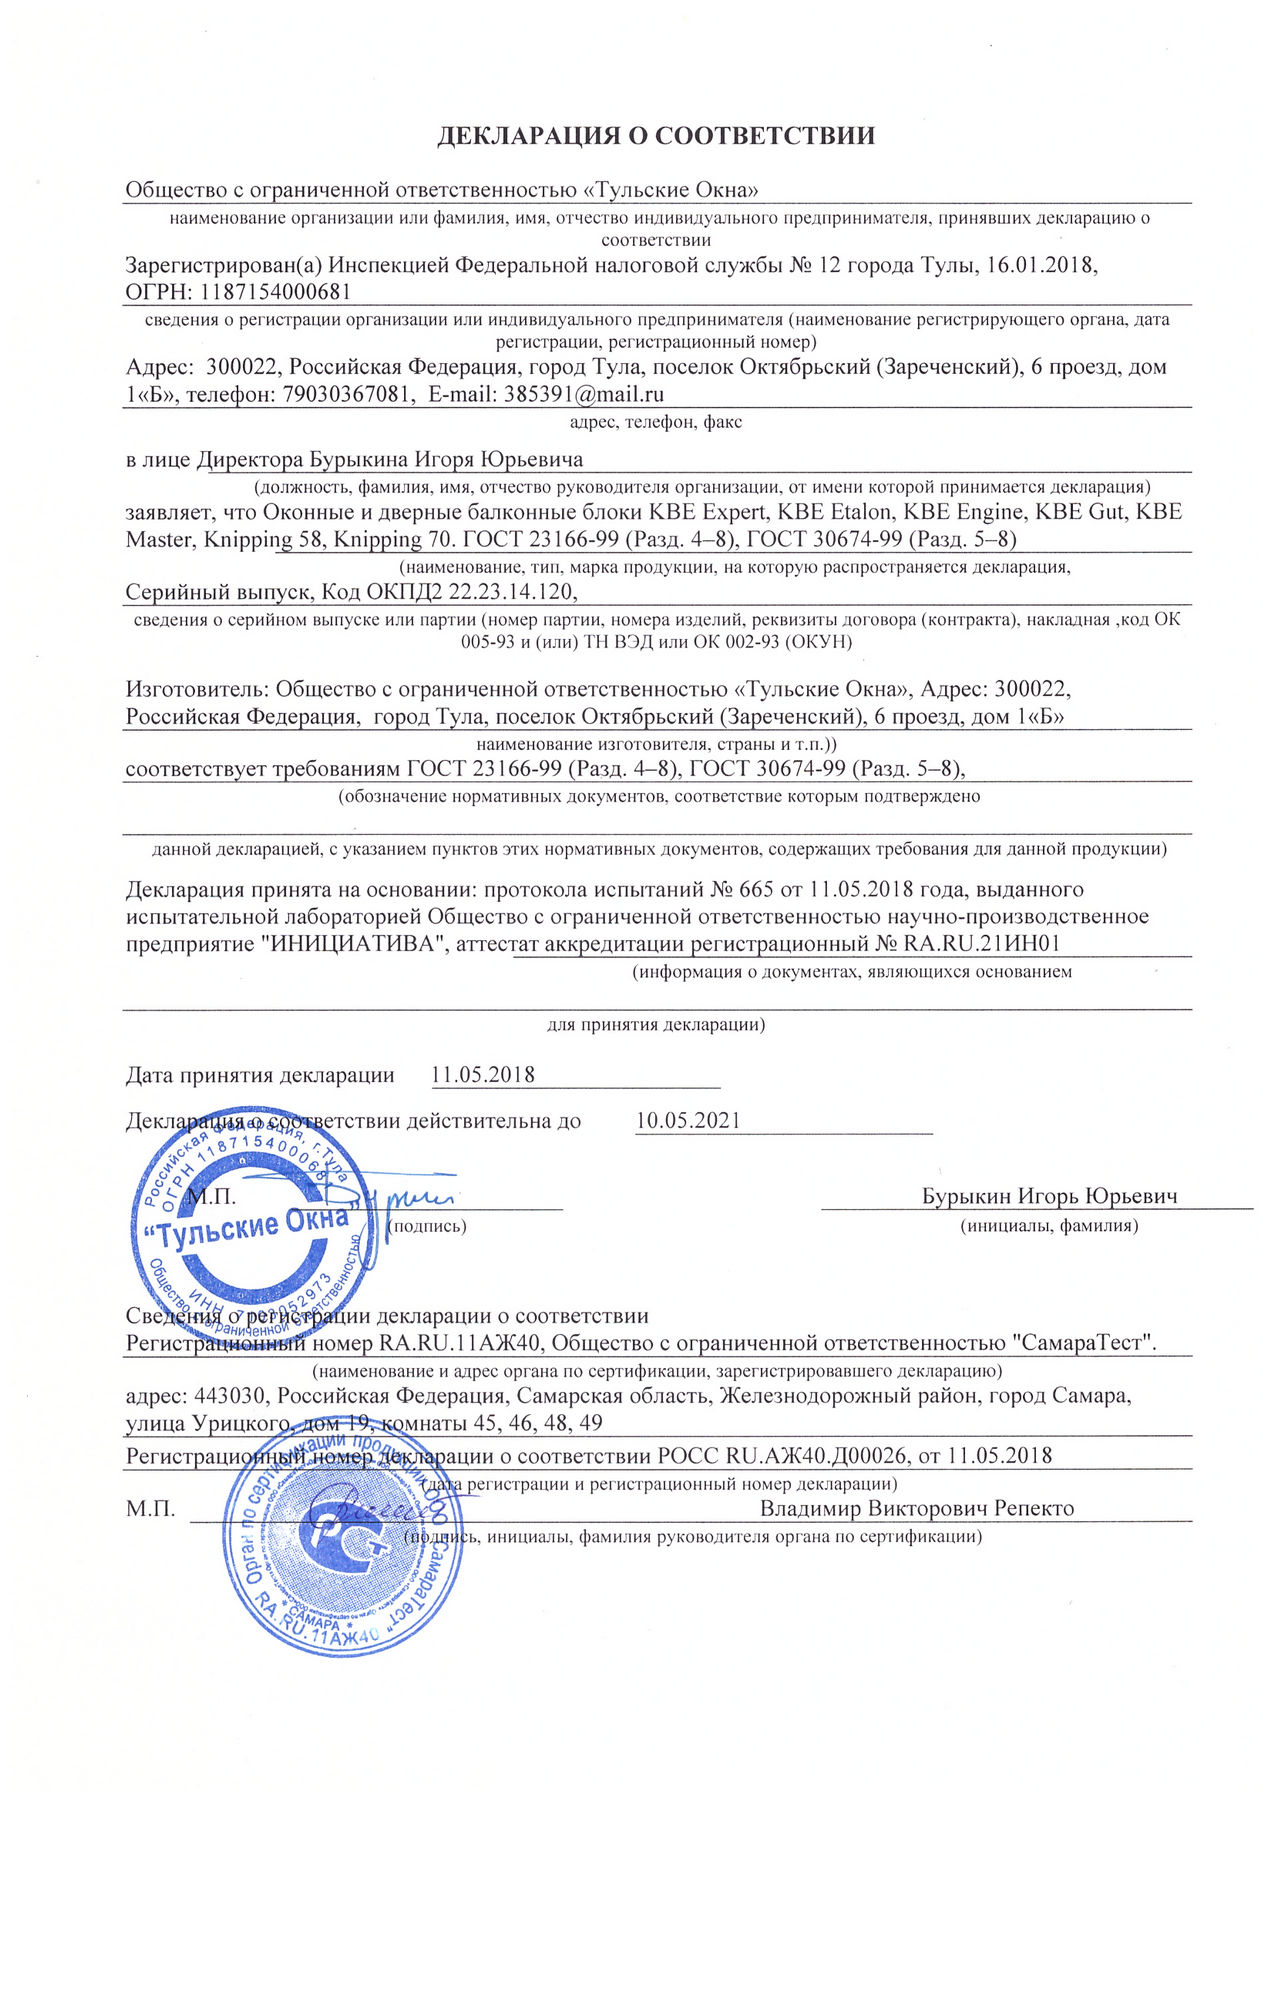 ДЕКЛАРАЦИЯ О СООТВЕТСТВИИ
Общество с ограниченной ответственностью «Тульские Окна»
наименование организации или фамилия, имя, отчество индивидуального предпринимателя, принявших декларацию о
соответствии
Зарегистрирован(а) Инспекцией Федеральной налоговой службы № 12 города Тулы, 16.01.2018,
ОГРН: 1187154000681
сведения о регистрации организации или индивидуального предпринимателя (наименование регистрирующего органа, дата
регистрации, регистрационный номер)
Адрес: 300022, Российская Федерация, город Тула, поселок Октябрьский (Зареченский), 6 проезд, дом
1«Б», телефон: 79030367081, E-mail: 385391@mail.ru
адрес, телефон, факс
в лице Директора Бурыкина Игоря Юрьевича
(должность, фамилия, имя, отчество руководителя организации, от имени которой принимается декларация)
заявляет, что Оконные и дверные балконные блоки KBE Expert, KBE Etalon, KBE Engine, KBE Gut, KBE
Master, Knipping 58, Knipping 70. ГОСТ 23166-99 (Разд. 4–8), ГОСТ 30674-99 (Разд. 5–8)
(наименование, тип, марка продукции, на которую распространяется декларация,
Серийный выпуск, Код ОКПД2 22.23.14.120,
сведения о серийном выпуске или партии (номер партии, номера изделий, реквизиты договора (контракта), накладная ,код ОК
005-93 и (или) ТН ВЭД или ОК 002-93 (ОКУН)
Изготовитель: Общество с ограниченной ответственностью «Тульские Окна», Адрес: 300022,
Российская Федерация, город Тула, поселок Октябрьский (Зареченский), 6 проезд, дом 1«Б»
наименование изготовителя, страны и т.п.))
соответствует требованиям ГОСТ 23166-99 (Разд. 4–8), ГОСТ 30674-99 (Разд. 5–8),
(обозначение нормативных документов, соответствие которым подтверждено
данной декларацией, с указанием пунктов этих нормативных документов, содержащих требования для данной продукции)
Декларация принята на основании: протокола испытаний № 665 от 11.05.2018 года, выданного
испытательной лабораторией Общество с ограниченной ответственностью научно-производственное
предприятие "ИНИЦИАТИВА", аттестат аккредитации регистрационный № RA.RU.21ИН01
(информация о документах, являющихся основанием
для принятия декларации)
Дата принятия декларации 11.05.2018
Декларация о соответствии действительна до 10.05.2021
Российская Федерация, г.Тула
ОГРН 1187154000681
М.П. Бурыкин Игорь Юрьевич
“Тульские Окна”
(подпись) (инициалы, фамилия)
ИНН 7103052973
Общество с ограниченной ответственностью
Сведения о регистрации декларации о соответствии
Регистрационный номер RA.RU.11АЖ40, Общество с ограниченной ответственностью "СамараТест".
(наименование и адрес органа по сертификации, зарегистрировавшего декларацию)
адрес: 443030, Российская Федерация, Самарская область, Железнодорожный район, город Самара,
улица Урицкого, дом 19, комнаты 45, 46, 48, 49
Регистрационный номер декларации о соответствии РОСС RU.АЖ40.Д00026, от 11.05.2018
(дата регистрации и регистрационный номер декларации)
М.П. Владимир Викторович Репекто
(подпись, инициалы, фамилия руководителя органа по сертификации)
Орган по сертификации продукции ООО "СамараТест"
* САМАРА *
RA.RU.11АЖ40